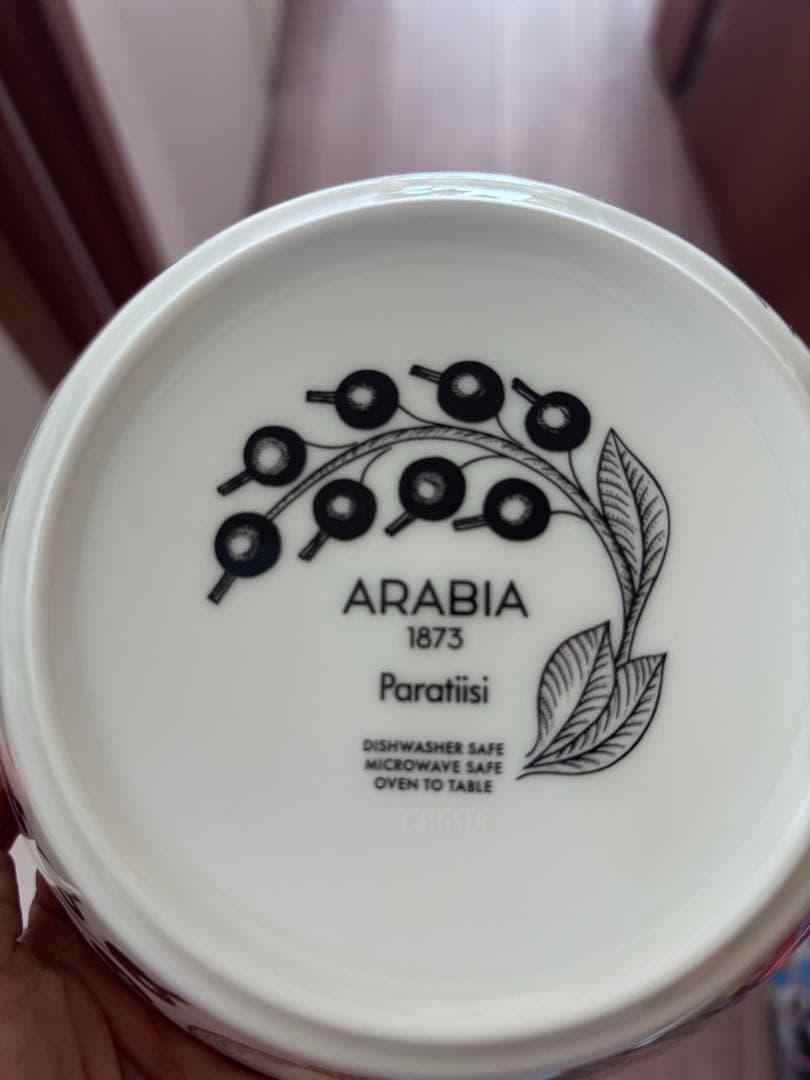 ARABIA
1873
Paratiisi
DISHWASHER SAFE
MICROWAVE SAFE
OVEN TO TABLE